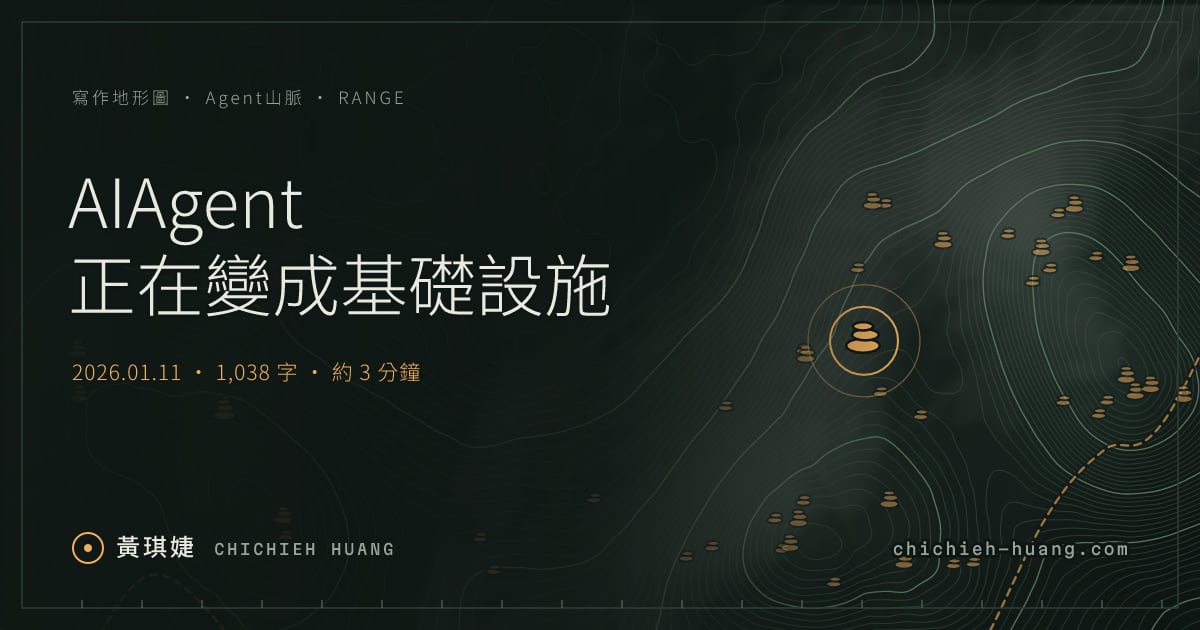 寫作地形圖 · Agent山脈 · RANGE
AIAgent
正在變成基礎設施
2026.01.11 · 1,038 字 · 約 3 分鐘
黃琪婕 CHICHIEH HUANG
chichieh-huang.com